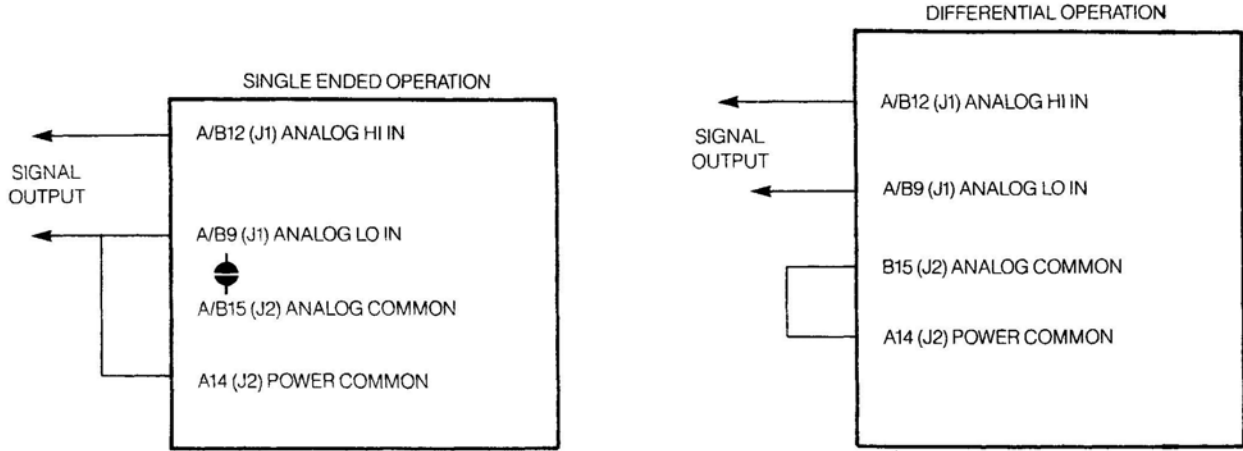 SINGLE ENDED OPERATION
A/B12 (J1) ANALOG HI IN
SIGNAL
OUTPUT
A/B9 (J1) ANALOG LO IN
A/B15 (J2) ANALOG COMMON
A14 (J2) POWER COMMON
DIFFERENTIAL OPERATION
A/B12 (J1) ANALOG HI IN
SIGNAL
OUTPUT
A/B9 (J1) ANALOG LO IN
B15 (J2) ANALOG COMMON
A14 (J2) POWER COMMON